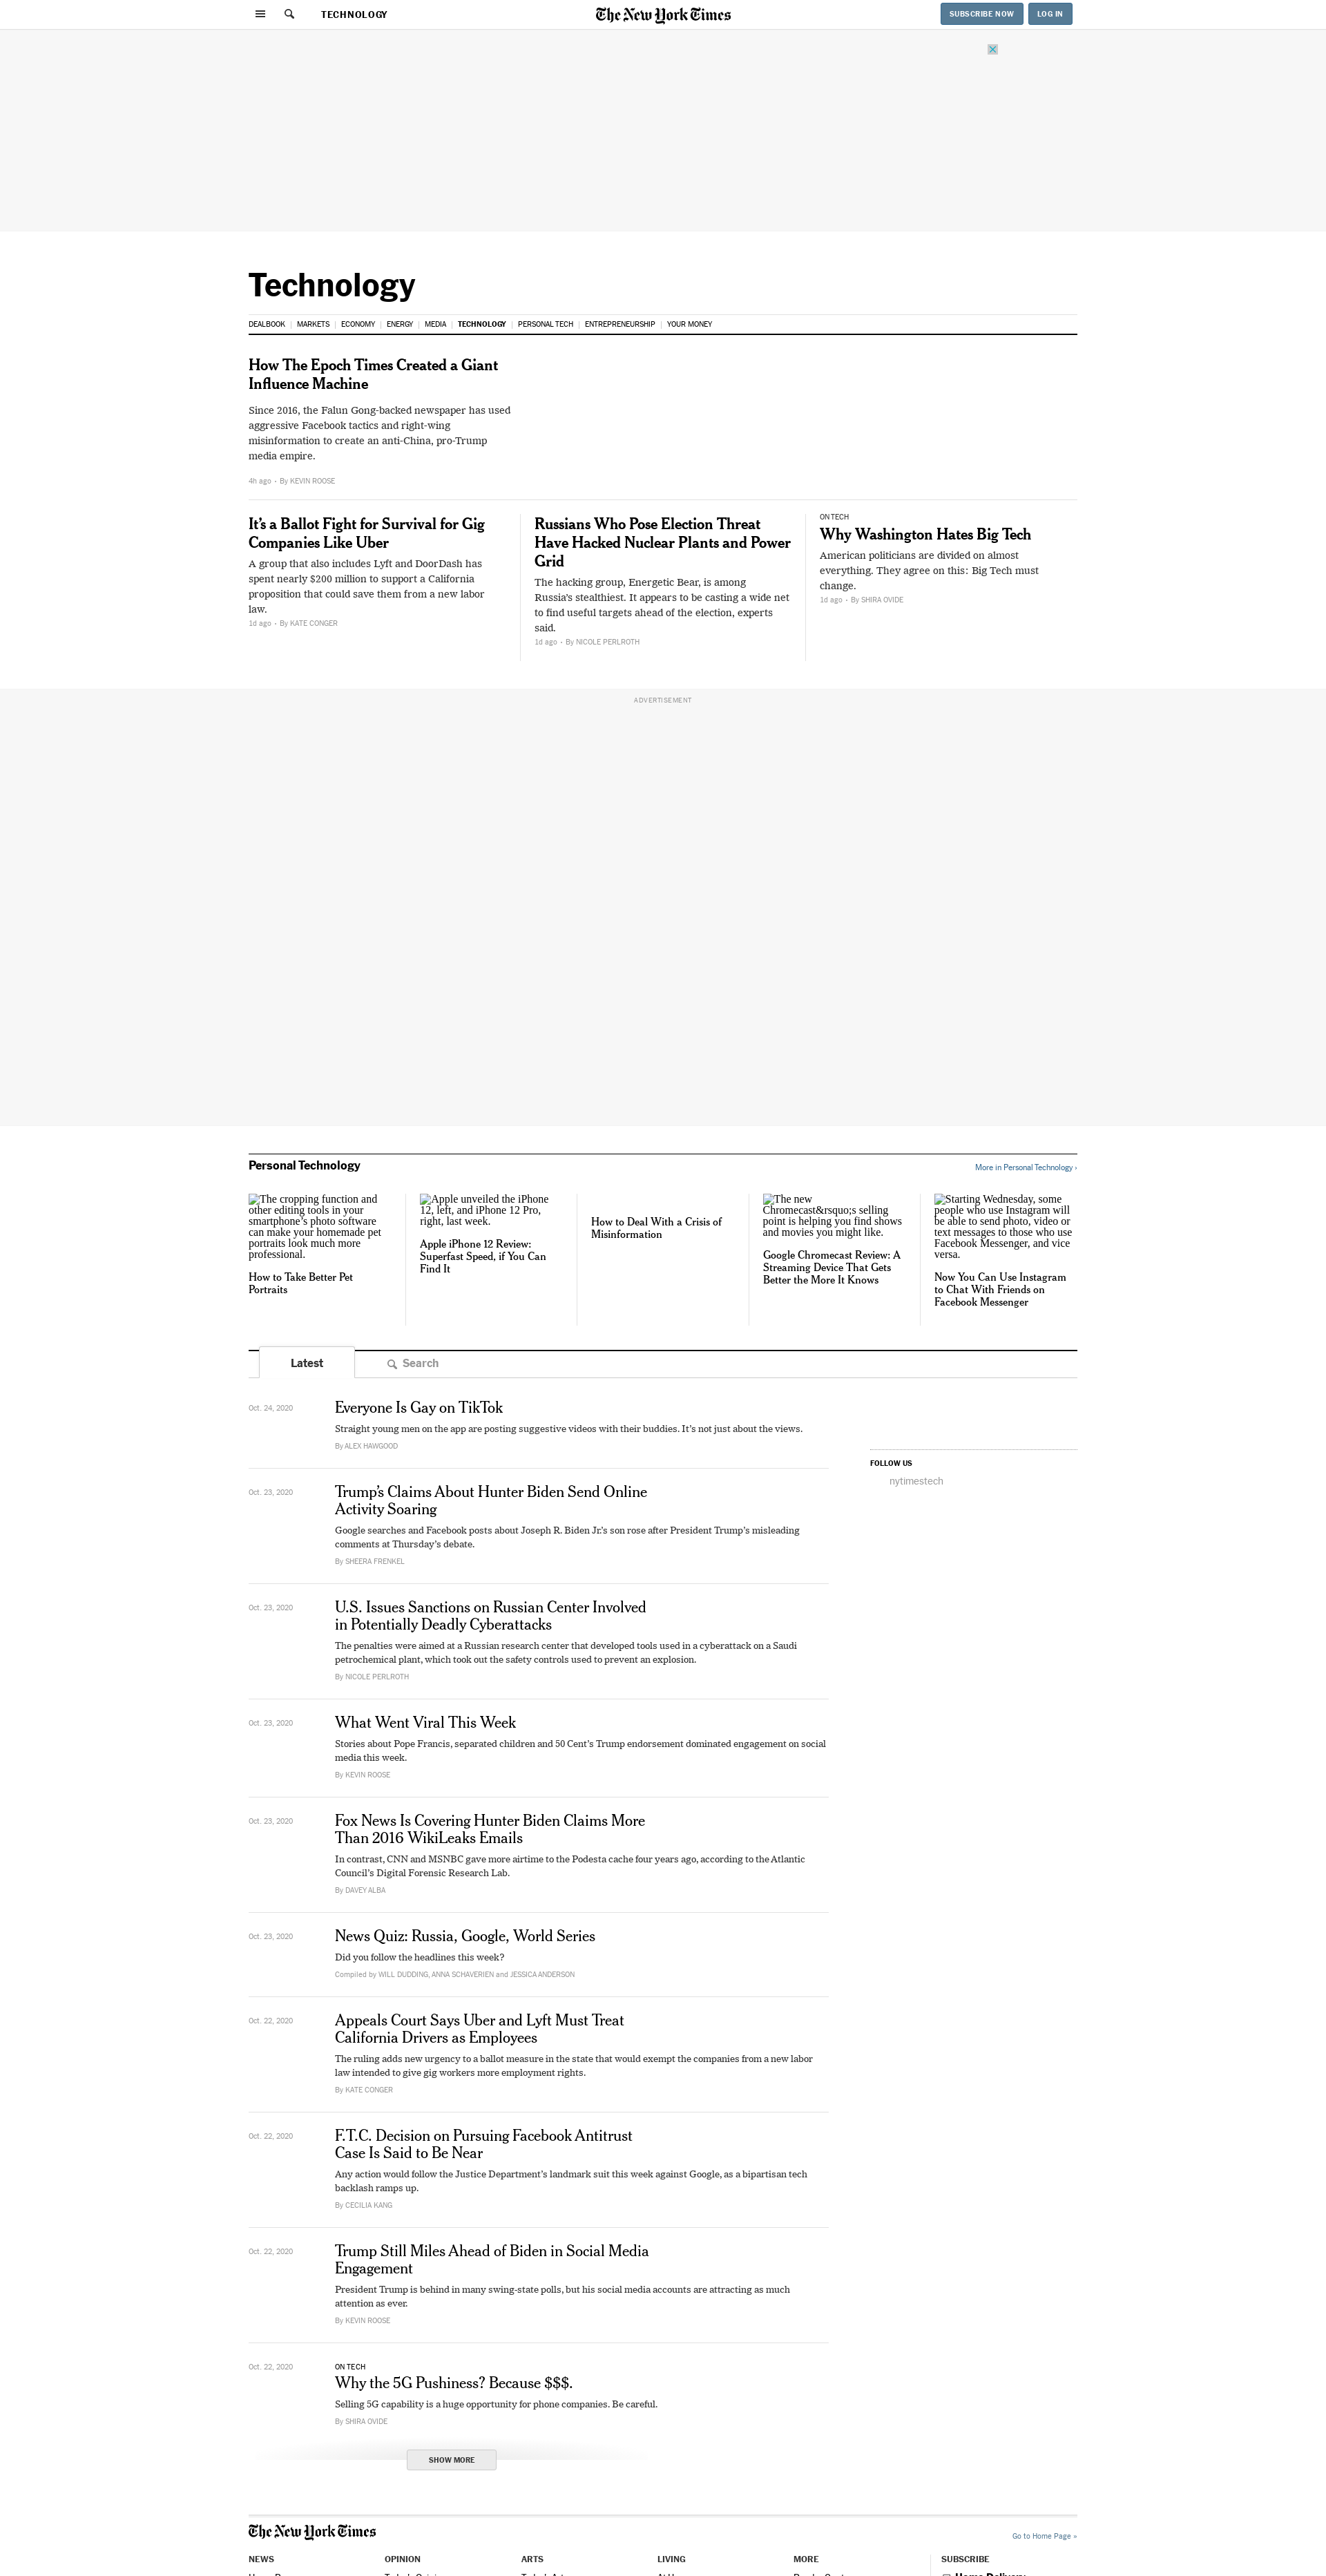 TECHNOLOGY
The New York Times
SUBSCRIBE NOW
LOG IN
Technology
DEALBOOK | MARKETS | ECONOMY | ENERGY | MEDIA | TECHNOLOGY | PERSONAL TECH | ENTREPRENEURSHIP | YOUR MONEY
How The Epoch Times Created a Giant
Influence Machine
Since 2016, the Falun Gong-backed newspaper has used
aggressive Facebook tactics and right-wing
misinformation to create an anti-China, pro-Trump
media empire.
4h ago • By KEVIN ROOSE
It’s a Ballot Fight for Survival for Gig
Companies Like Uber
A group that also includes Lyft and DoorDash has
spent nearly $200 million to support a California
proposition that could save them from a new labor
law.
1d ago • By KATE CONGER
Russians Who Pose Election Threat
Have Hacked Nuclear Plants and Power
Grid
The hacking group, Energetic Bear, is among
Russia’s stealthiest. It appears to be casting a wide net
to find useful targets ahead of the election, experts
said.
1d ago • By NICOLE PERLROTH
ON TECH
Why Washington Hates Big Tech
American politicians are divided on almost
everything. They agree on this: Big Tech must
change.
1d ago • By SHIRA OVIDE
ADVERTISEMENT
Personal Technology
More in Personal Technology ›
The cropping function and
other editing tools in your
smartphone’s photo software
can make your homemade pet
portraits look much more
professional.
How to Take Better Pet
Portraits
Apple unveiled the iPhone
12, left, and iPhone 12 Pro,
right, last week.
Apple iPhone 12 Review:
Superfast Speed, if You Can
Find It
How to Deal With a Crisis of
Misinformation
The new
Chromecast&rsquo;s selling
point is helping you find shows
and movies you might like.
Google Chromecast Review: A
Streaming Device That Gets
Better the More It Knows
Starting Wednesday, some
people who use Instagram will
be able to send photo, video or
text messages to those who use
Facebook Messenger, and vice
versa.
Now You Can Use Instagram
to Chat With Friends on
Facebook Messenger
Latest
Search
Oct. 24, 2020
Everyone Is Gay on TikTok
Straight young men on the app are posting suggestive videos with their buddies. It’s not just about the views.
By ALEX HAWGOOD
FOLLOW US
nytimestech
Oct. 23, 2020
Trump’s Claims About Hunter Biden Send Online
Activity Soaring
Google searches and Facebook posts about Joseph R. Biden Jr.’s son rose after President Trump’s misleading
comments at Thursday’s debate.
By SHEERA FRENKEL
Oct. 23, 2020
U.S. Issues Sanctions on Russian Center Involved
in Potentially Deadly Cyberattacks
The penalties were aimed at a Russian research center that developed tools used in a cyberattack on a Saudi
petrochemical plant, which took out the safety controls used to prevent an explosion.
By NICOLE PERLROTH
Oct. 23, 2020
What Went Viral This Week
Stories about Pope Francis, separated children and 50 Cent’s Trump endorsement dominated engagement on social
media this week.
By KEVIN ROOSE
Oct. 23, 2020
Fox News Is Covering Hunter Biden Claims More
Than 2016 WikiLeaks Emails
In contrast, CNN and MSNBC gave more airtime to the Podesta cache four years ago, according to the Atlantic
Council’s Digital Forensic Research Lab.
By DAVEY ALBA
Oct. 23, 2020
News Quiz: Russia, Google, World Series
Did you follow the headlines this week?
Compiled by WILL DUDDING, ANNA SCHAVERIEN and JESSICA ANDERSON
Oct. 22, 2020
Appeals Court Says Uber and Lyft Must Treat
California Drivers as Employees
The ruling adds new urgency to a ballot measure in the state that would exempt the companies from a new labor
law intended to give gig workers more employment rights.
By KATE CONGER
Oct. 22, 2020
F.T.C. Decision on Pursuing Facebook Antitrust
Case Is Said to Be Near
Any action would follow the Justice Department’s landmark suit this week against Google, as a bipartisan tech
backlash ramps up.
By CECILIA KANG
Oct. 22, 2020
Trump Still Miles Ahead of Biden in Social Media
Engagement
President Trump is behind in many swing-state polls, but his social media accounts are attracting as much
attention as ever.
By KEVIN ROOSE
Oct. 22, 2020
ON TECH
Why the 5G Pushiness? Because $$$.
Selling 5G capability is a huge opportunity for phone companies. Be careful.
By SHIRA OVIDE
SHOW MORE
The New York Times
Go to Home Page »
NEWS
OPINION
ARTS
LIVING
MORE
SUBSCRIBE